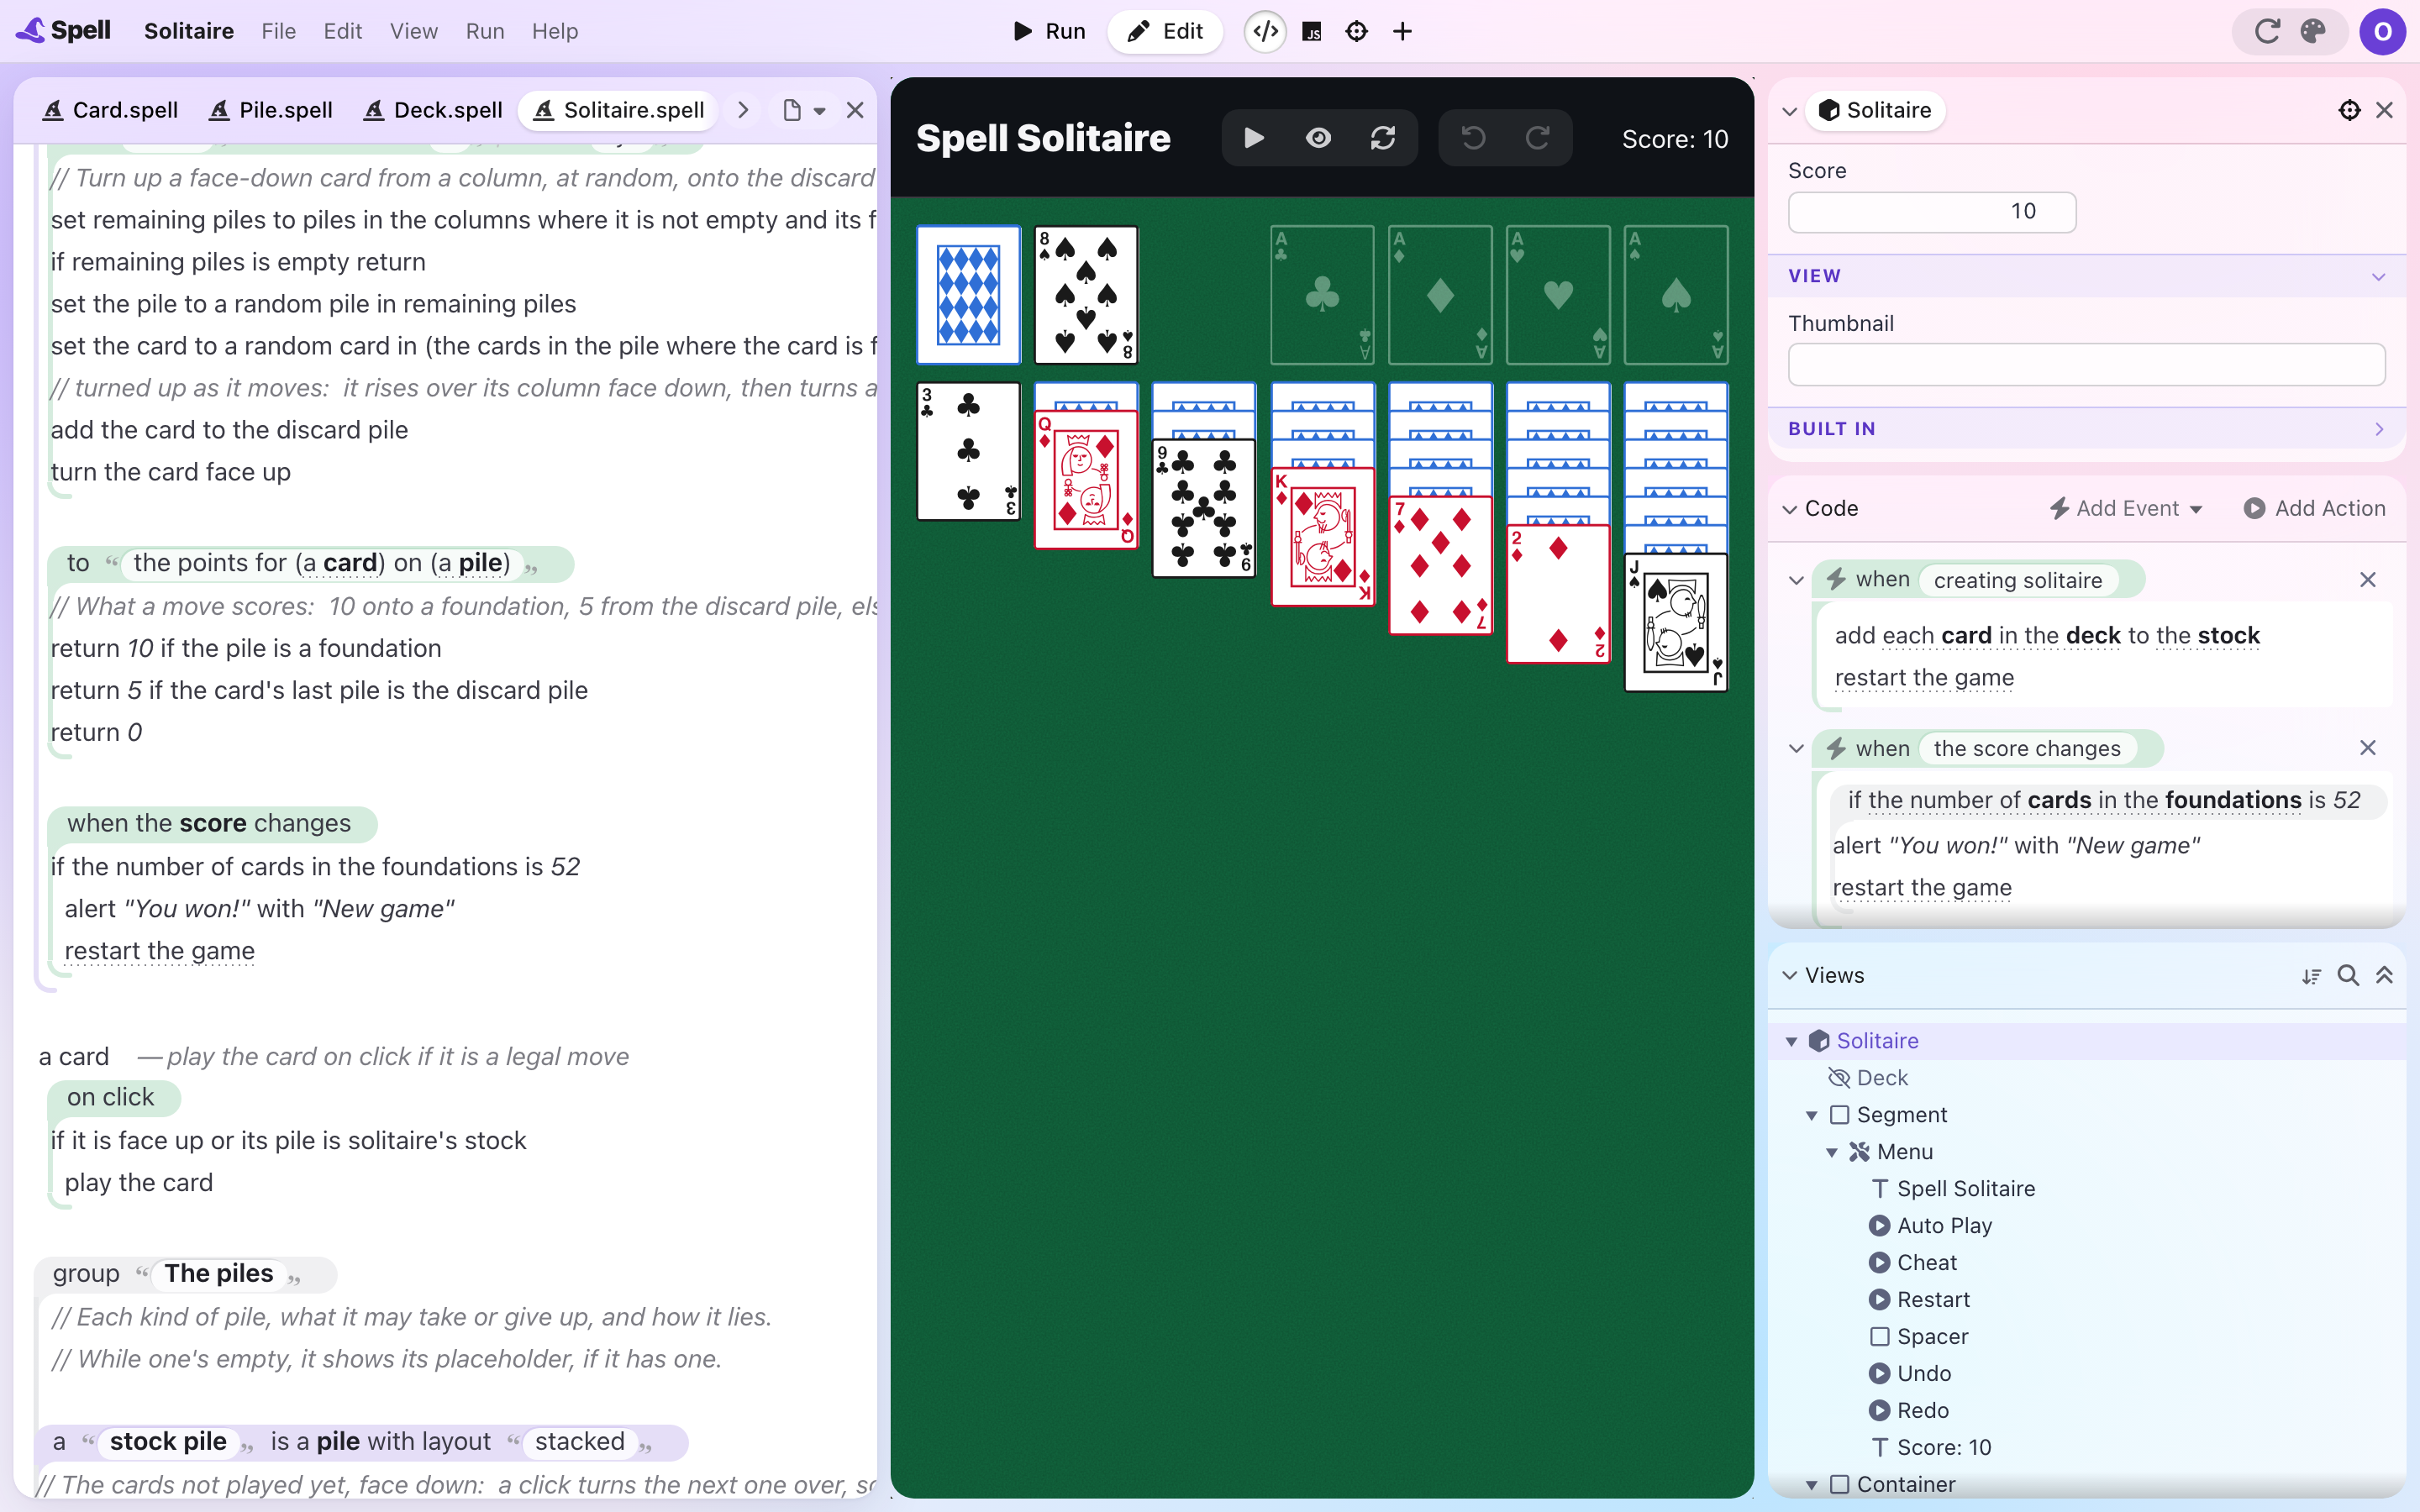 Spell Solitaire File Edit View Run Help
Run Edit JS O
Card.spell Pile.spell Deck.spell Solitaire.spell
// Turn up a face-down card from a column, at random, onto the discard
set remaining piles to piles in the columns where it is not empty and its f
if remaining piles is empty return
set the pile to a random pile in remaining piles
set the card to a random card in (the cards in the pile where the card is f
// turned up as it moves: it rises over its column face down, then turns a
add the card to the discard pile
turn the card face up
to “ the points for (a card) on (a pile) „
// What a move scores: 10 onto a foundation, 5 from the discard pile, els
return 10 if the pile is a foundation
return 5 if the card's last pile is the discard pile
return 0
when the score changes
if the number of cards in the foundations is 52
alert "You won!" with "New game"
restart the game
a card — play the card on click if it is a legal move
on click
if it is face up or its pile is solitaire's stock
play the card
group “ The piles „
// Each kind of pile, what it may take or give up, and how it lies.
// While one's empty, it shows its placeholder, if it has one.
a “ stock pile „ is a pile with layout “ stacked „
// The cards not played yet, face down: a click turns the next one over, so
Spell Solitaire
Score: 10
8 8
A A
A A
A A
A A
3 3
Q Q
9 9
K K
7 7
2 2
J J
Solitaire
Score
10
VIEW
Thumbnail
BUILT IN
Code Add Event Add Action
when creating solitaire
add each card in the deck to the stock
restart the game
when the score changes
if the number of cards in the foundations is 52
alert "You won!" with "New game"
restart the game
Views
Solitaire
Deck
Segment
Menu
Spell Solitaire
Auto Play
Cheat
Restart
Spacer
Undo
Redo
Score: 10
Container